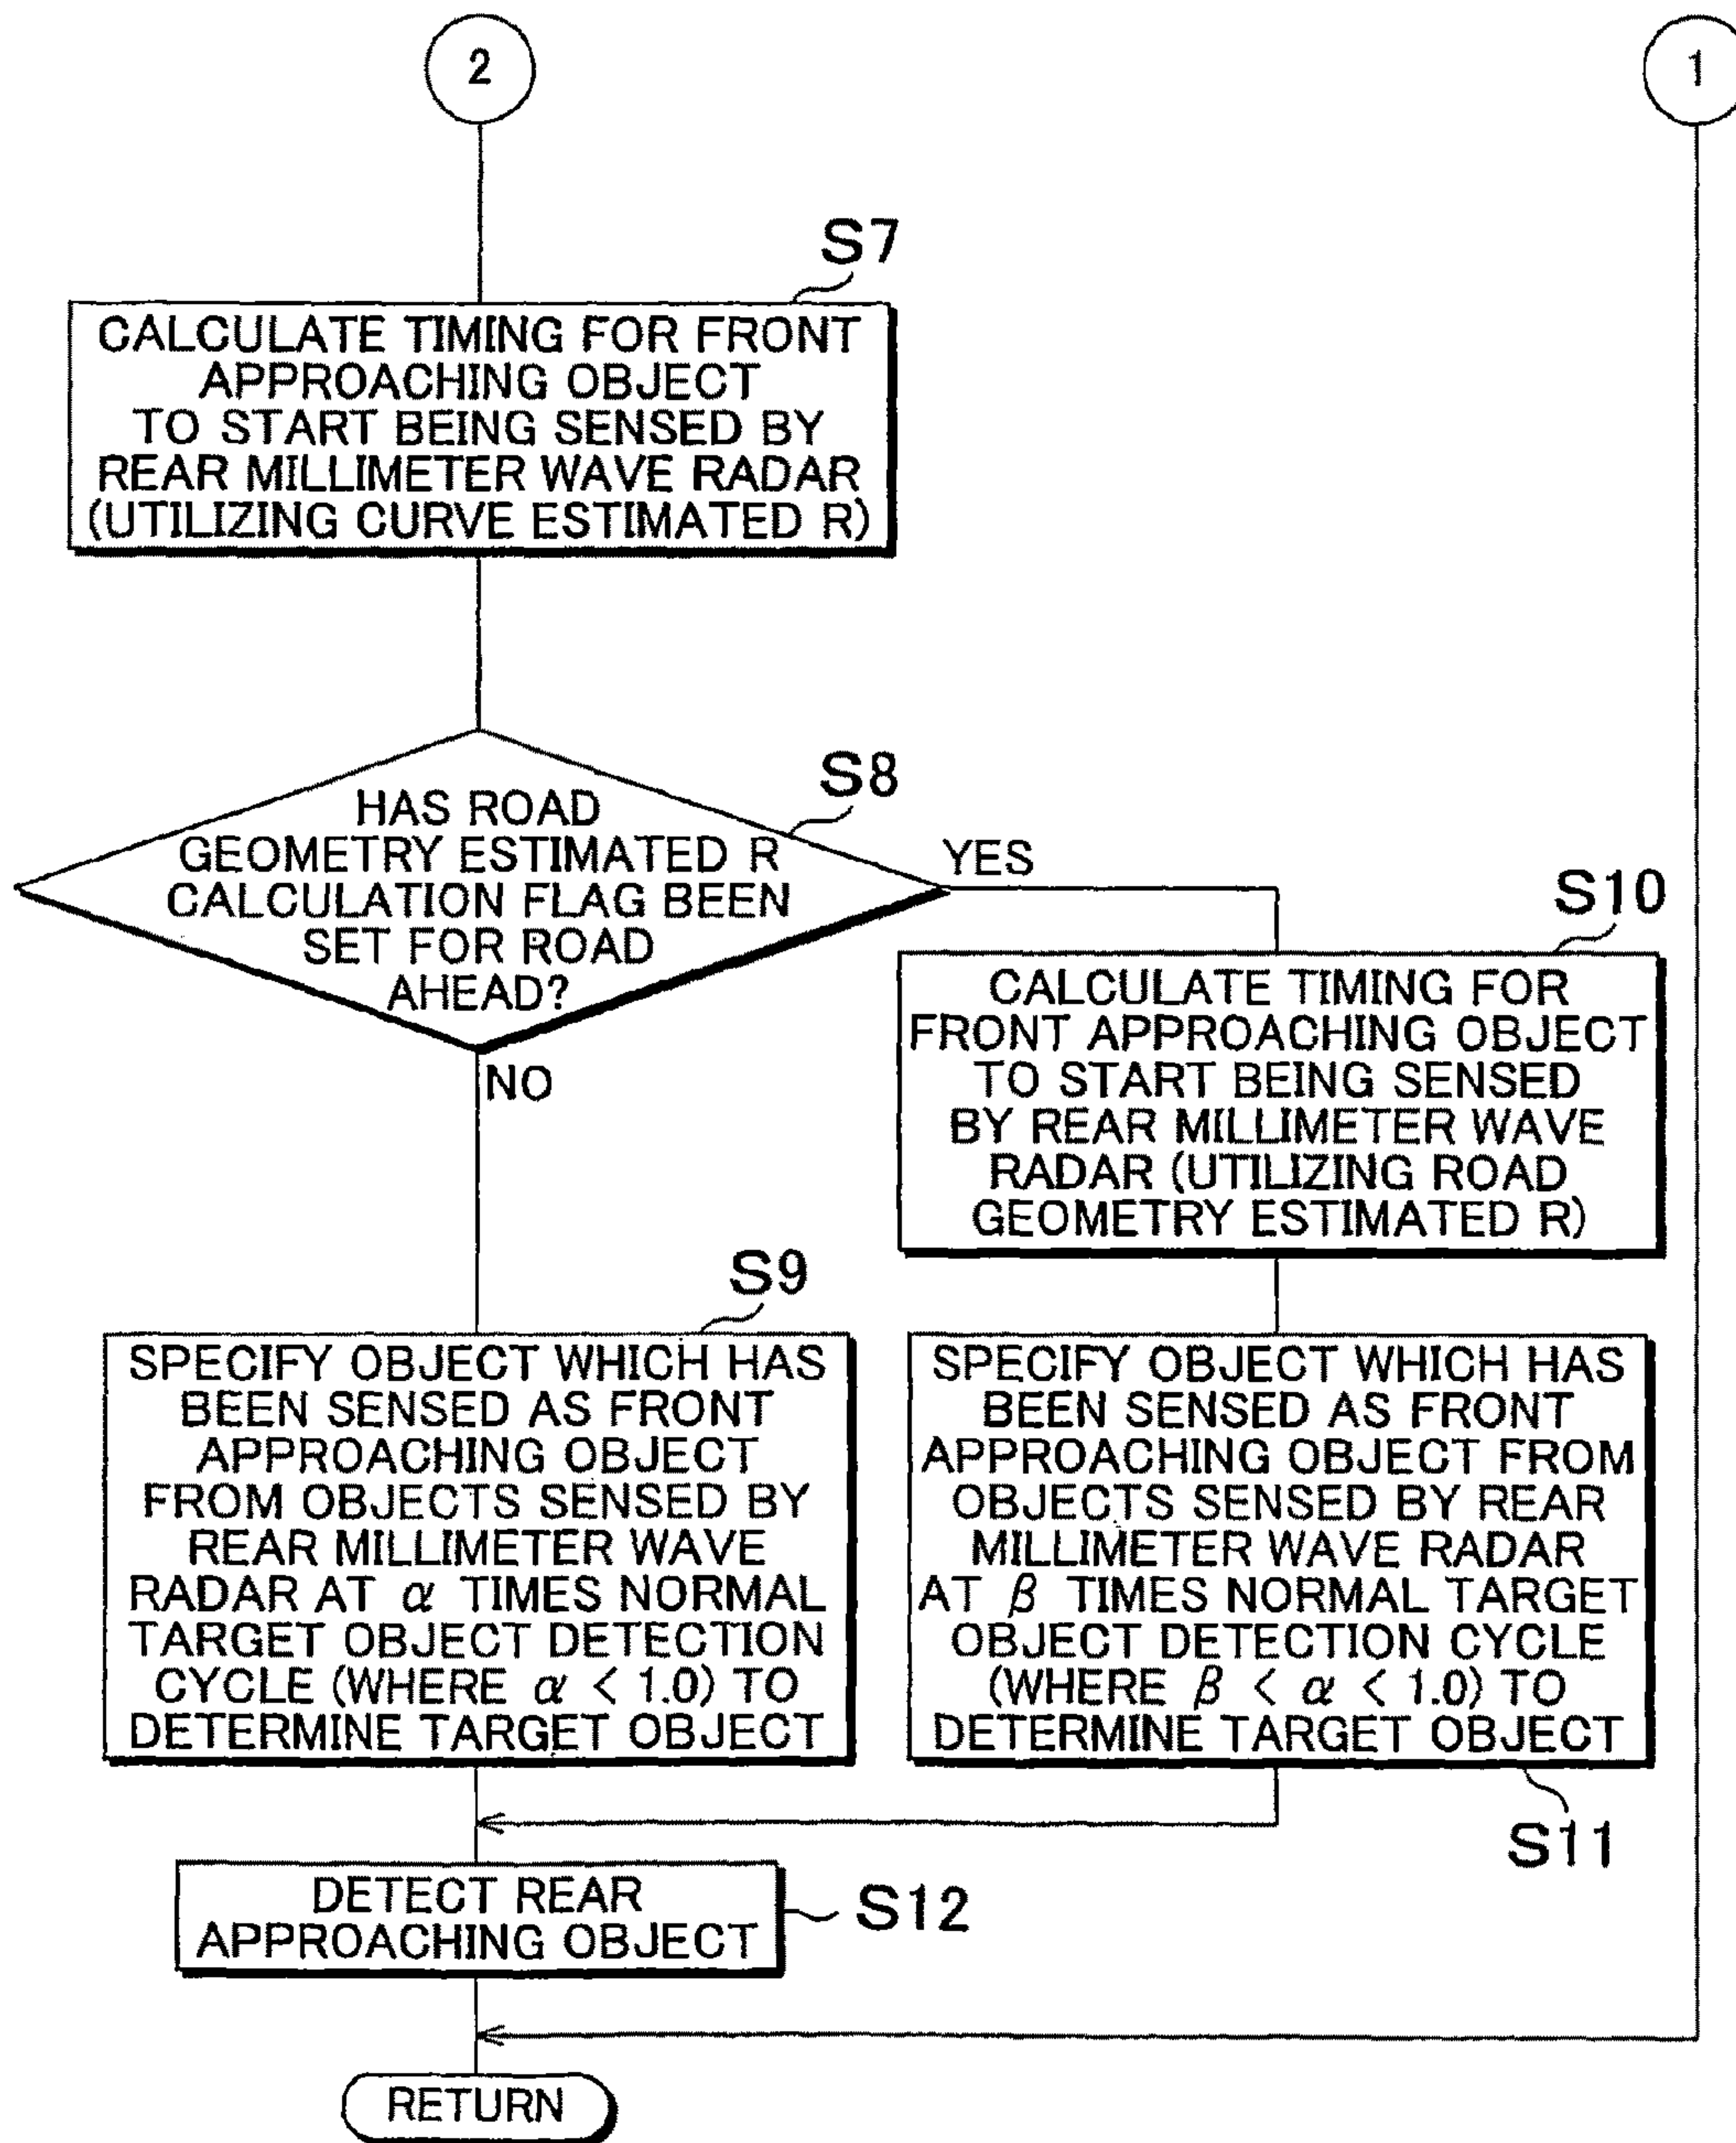 2
1
S7
CALCULATE TIMING FOR FRONT
APPROACHING OBJECT
TO START BEING SENSED BY
REAR MILLIMETER WAVE RADAR
(UTILIZING CURVE ESTIMATED R)
S8
HAS ROAD
GEOMETRY ESTIMATED R
CALCULATION FLAG BEEN
SET FOR ROAD
AHEAD?
YES
NO
S10
CALCULATE TIMING FOR
FRONT APPROACHING OBJECT
TO START BEING SENSED
BY REAR MILLIMETER WAVE
RADAR (UTILIZING ROAD
GEOMETRY ESTIMATED R)
S9
SPECIFY OBJECT WHICH HAS
BEEN SENSED AS FRONT
APPROACHING OBJECT
FROM OBJECTS SENSED BY
REAR MILLIMETER WAVE
RADAR AT α TIMES NORMAL
TARGET OBJECT DETECTION
CYCLE (WHERE α < 1.0) TO
DETERMINE TARGET OBJECT
SPECIFY OBJECT WHICH HAS
BEEN SENSED AS FRONT
APPROACHING OBJECT FROM
OBJECTS SENSED BY REAR
MILLIMETER WAVE RADAR
AT β TIMES NORMAL TARGET
OBJECT DETECTION CYCLE
(WHERE β < α < 1.0) TO
DETERMINE TARGET OBJECT
S11
DETECT REAR
APPROACHING OBJECT
S12
RETURN